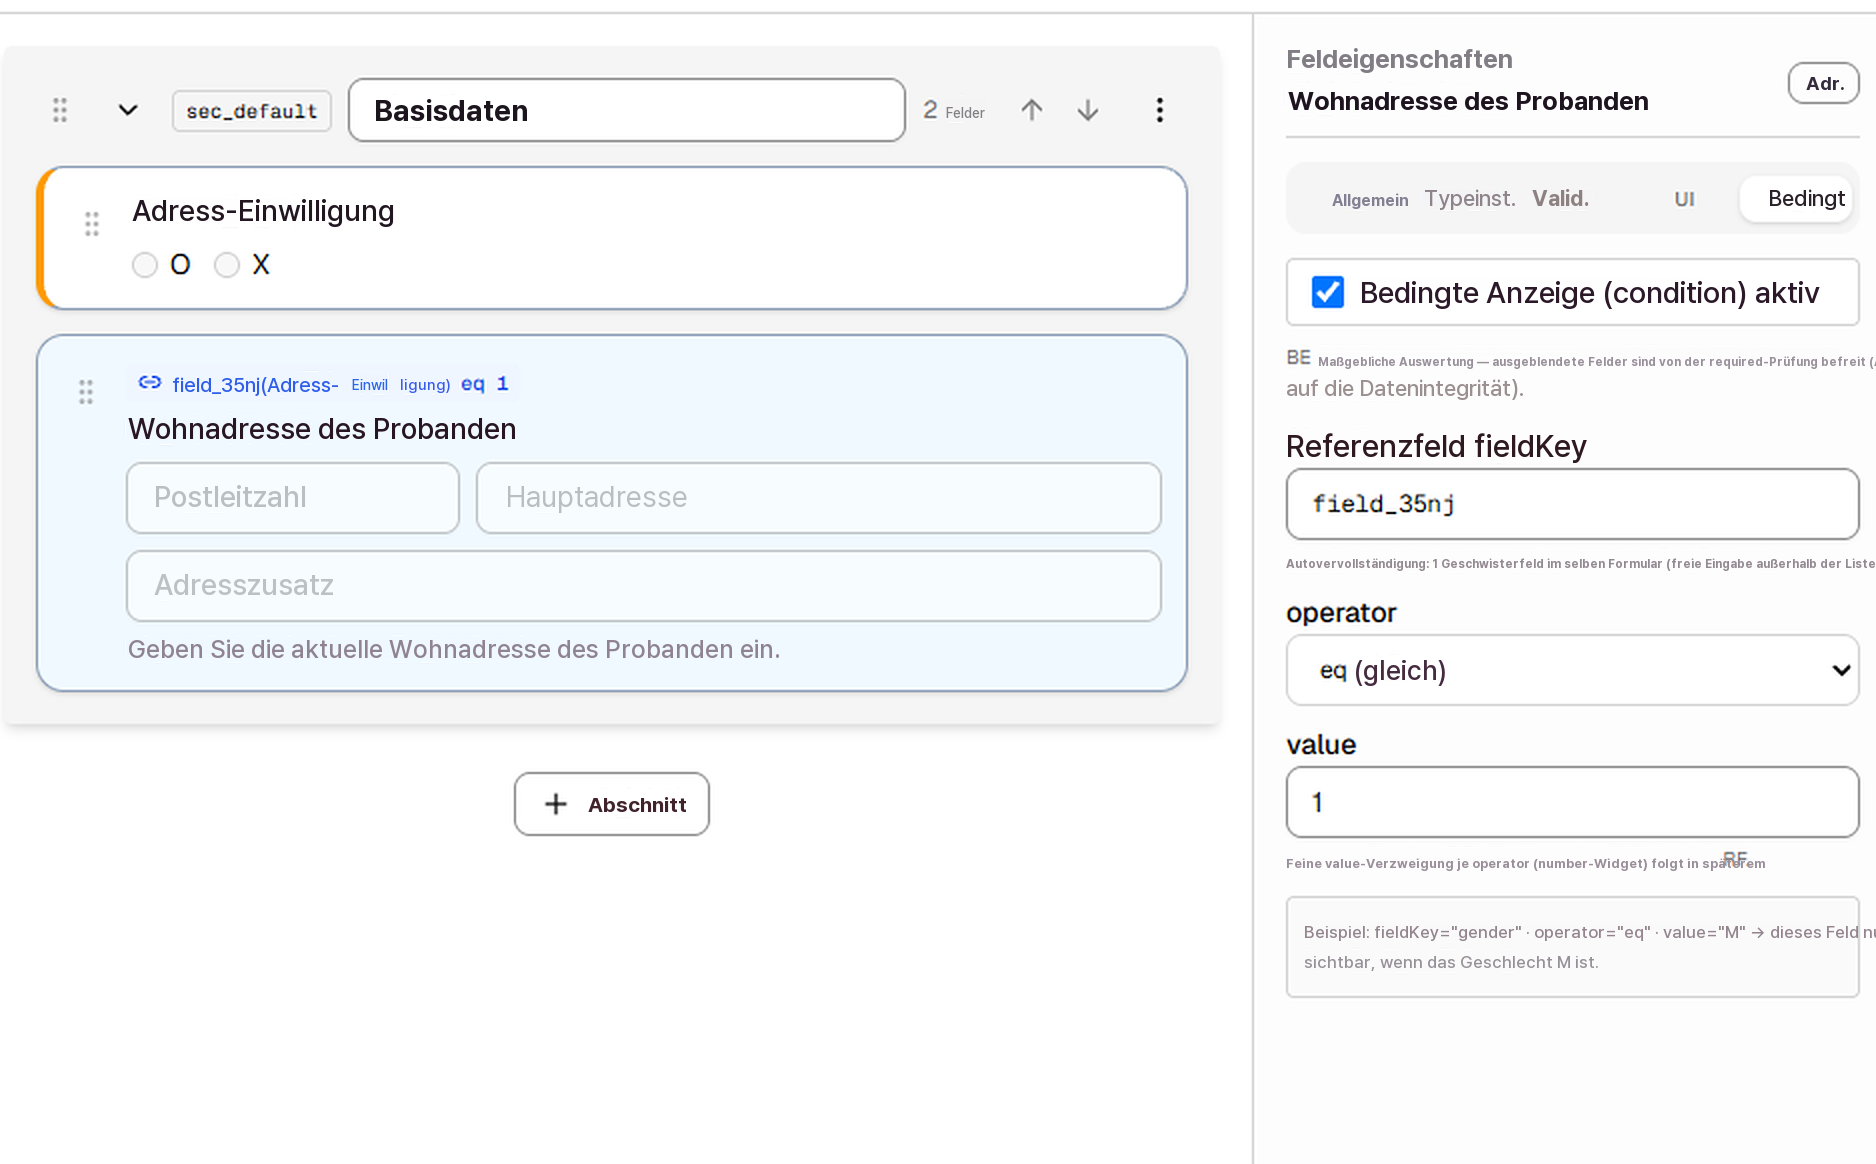 sec_default Basisdaten 2 Felder
Adress-Einwilligung
O X
field_35nj(Adress- Einwil ligung) eq 1
Wohnadresse des Probanden
Postleitzahl Hauptadresse
Adresszusatz
Geben Sie die aktuelle Wohnadresse des Probanden ein.
+ Abschnitt
Feldeigenschaften
Wohnadresse des Probanden
Adr.
Allgemein Typeinst. Valid. UI Bedingt
Bedingte Anzeige (condition) aktiv
BE Maßgebliche Auswertung — ausgeblendete Felder sind von der required-Prüfung befreit (
auf die Datenintegrität).
Referenzfeld fieldKey
field_35nj
Autovervollständigung: 1 Geschwisterfeld im selben Formular (freie Eingabe außerhalb der Liste
operator
eq (gleich)
value
1
Feine value-Verzweigung je operator (number-Widget) folgt in späterem
Beispiel: fieldKey="gender" · operator="eq" · value="M" → dieses Feld nu
sichtbar, wenn das Geschlecht M ist.